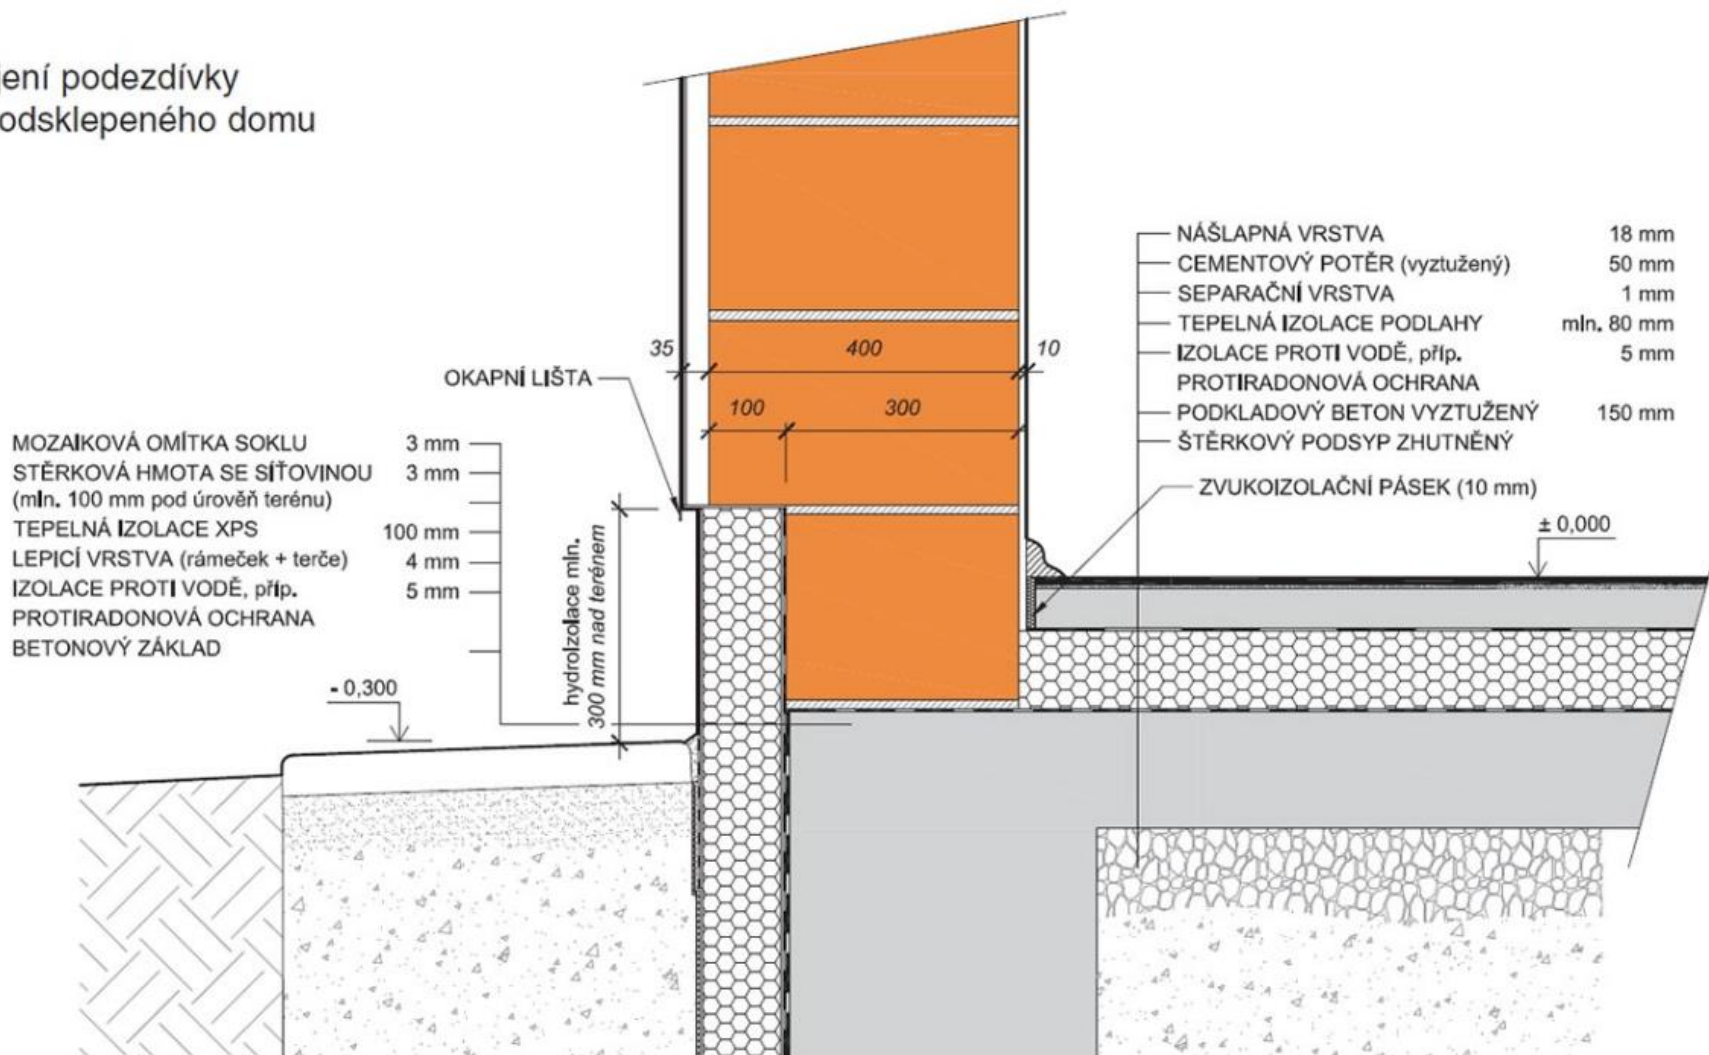 ení podezdívky
odsklepeného domu
35
400
10
100
300
OKAPNÍ LIŠTA
MOZAIKOVÁ OMÍTKA SOKLU 3 mm
STĚRKOVÁ HMOTA SE SÍŤOVINOU 3 mm
(min. 100 mm pod úrověň terénu)
TEPELNÁ IZOLACE XPS 100 mm
LEPICÍ VRSTVA (rámeček + terče) 4 mm
IZOLACE PROTI VODĚ, příp. 5 mm
PROTIRADONOVÁ OCHRANA
BETONOVÝ ZÁKLAD
- 0,300
hydroizolace min.
300 mm nad terénem
NÁŠLAPNÁ VRSTVA 18 mm
CEMENTOVÝ POTĚR (vyztužený) 50 mm
SEPARAČNÍ VRSTVA 1 mm
TEPELNÁ IZOLACE PODLAHY min. 80 mm
IZOLACE PROTI VODĚ, příp. 5 mm
PROTIRADONOVÁ OCHRANA
PODKLADOVÝ BETON VYZTUŽENÝ 150 mm
ŠTĚRKOVÝ PODSYP ZHUTNĚNÝ
ZVUKOIZOLAČNÍ PÁSEK (10 mm)
± 0,000